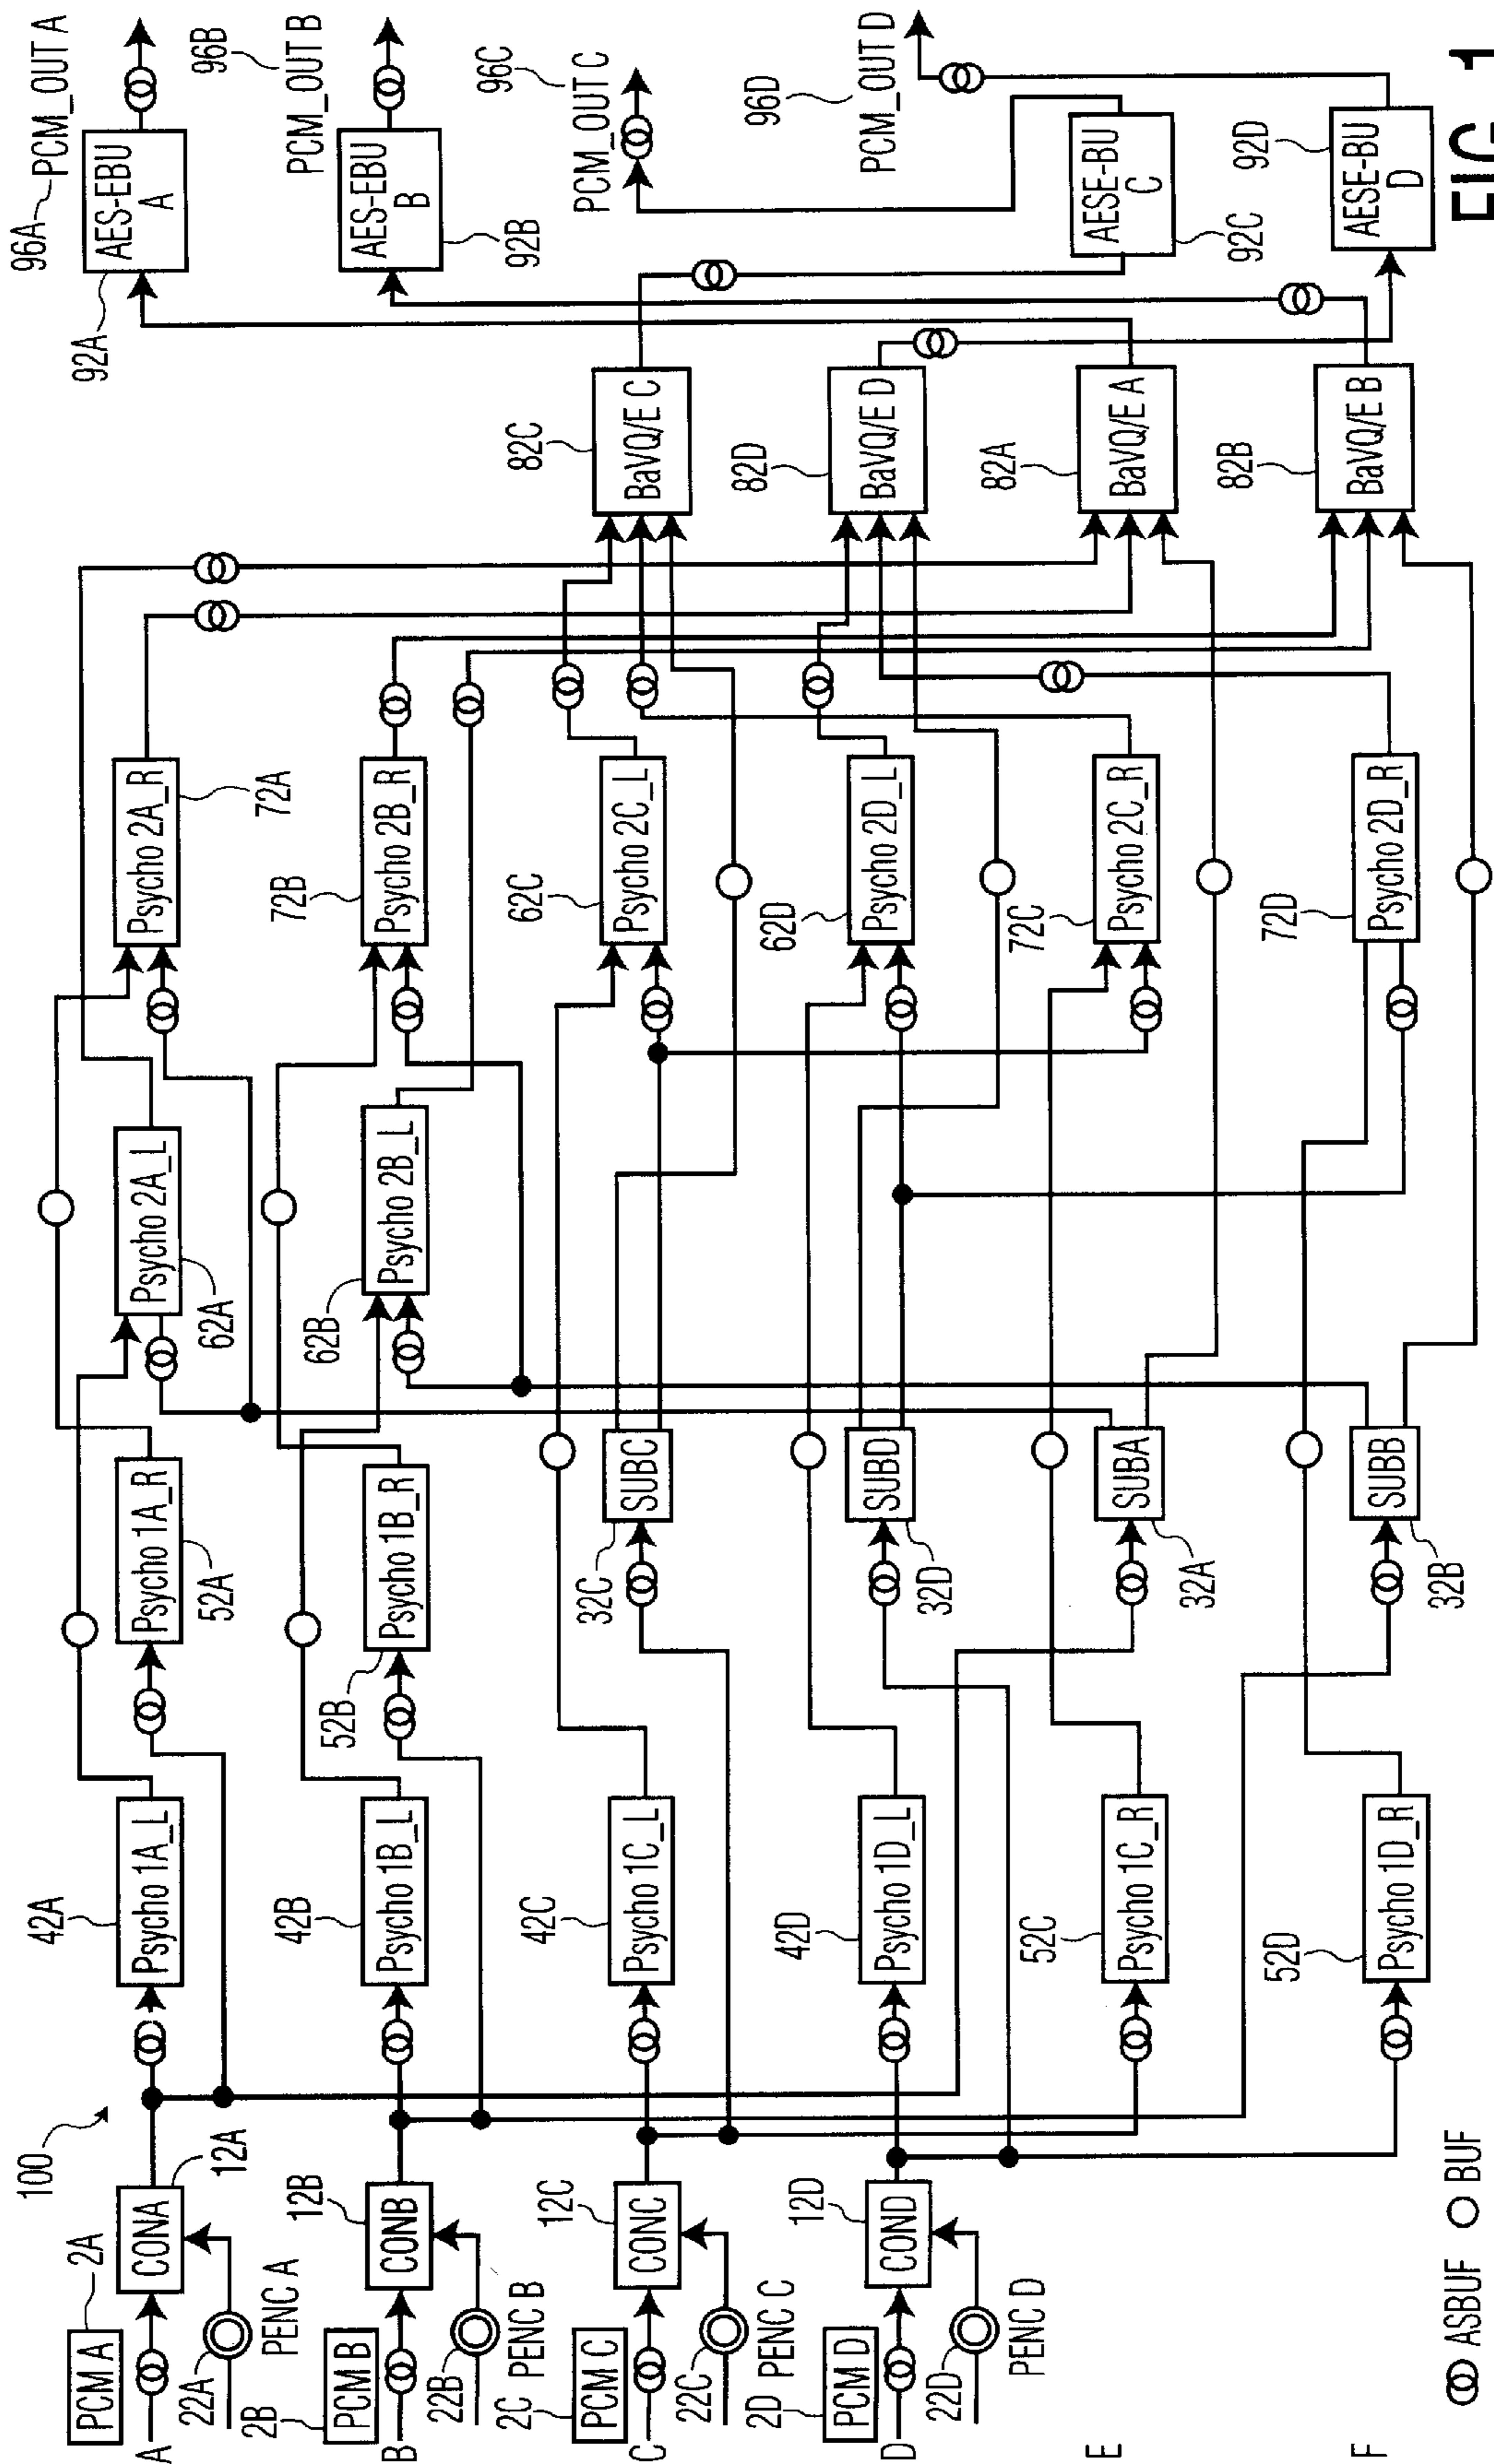 100
PCM A
2A
A
22A
PENC A
CONA
12A
42A
Psycho 1A_L
Psycho 1A_R
52A
Psycho 2A_L
62A
Psycho 2A_R
72A
92A
AES-EBU
A
96A
PCM_OUT A
2B
PCM B
B
22B
PENC B
CONB
12B
42B
Psycho 1B_L
52B
Psycho 1B_R
62B
Psycho 2B_L
72B
Psycho 2B_R
AES-EBU
B
92B
PCM_OUT B
96B
2C
PCM C
C
22C
PENC C
CONC
12C
42C
Psycho 1C_L
32C
SUBC
62C
Psycho 2C_L
82C
BaVQ/E C
PCM_OUT C
96C
2D
PCM D
D
22D
PENC D
COND
12D
42D
Psycho 1D_L
32D
SUBD
62D
Psycho 2D_L
82D
BaVQ/E D
96D
PCM_OUT D
E
52C
Psycho 1C_R
SUBA
32A
72C
Psycho 2C_R
82A
BaVQ/E A
AESE-BU
C
92C
F
52D
Psycho 1D_R
SUBB
32B
72D
Psycho 2D_R
82B
BaVQ/E B
AESE-BU
D
92D
ASBUF
BUF
FIG. 1